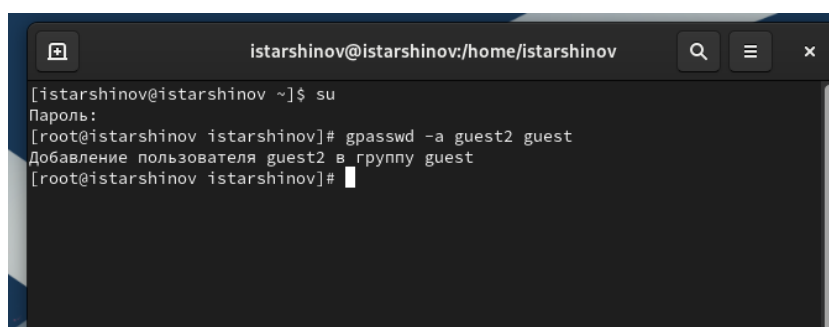 istarshinov@istarshinov:/home/istarshinov
[istarshinov@istarshinov ~]$ su
Пароль:
[root@istarshinov istarshinov]# gpasswd -a guest2 guest
Добавление пользователя guest2 в группу guest
[root@istarshinov istarshinov]#